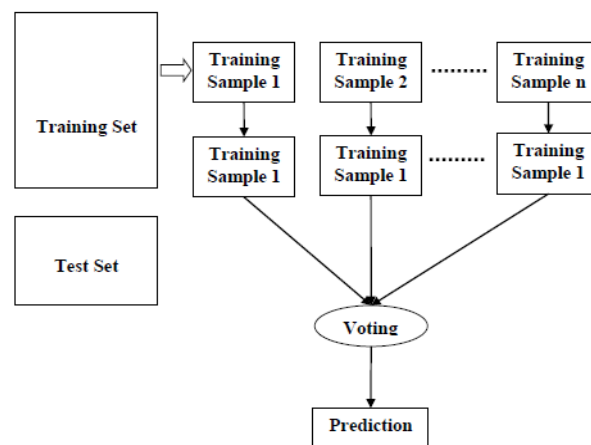 Training Set
Training
Sample 1
Training
Sample 2
.........
Training
Sample n
Training
Sample 1
Training
Sample 1
.........
Training
Sample 1
Test Set
Voting
Prediction